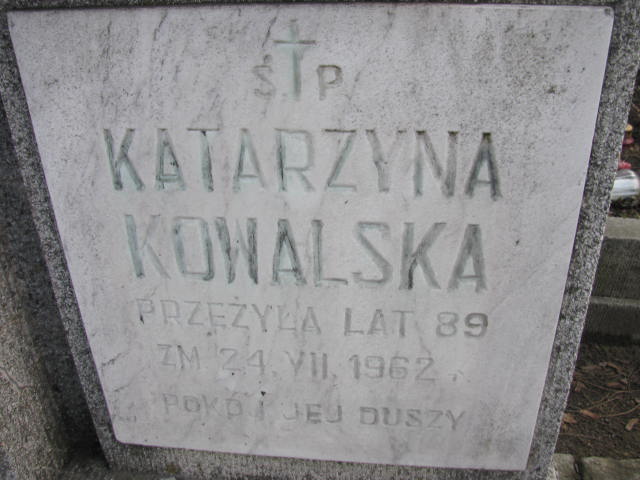 Ś P
KATARZYNA
KOWALSKA
PRZEŻYŁA LAT 89
ZM 24.VII.1962.
POKÓJ JEJ DUSZY